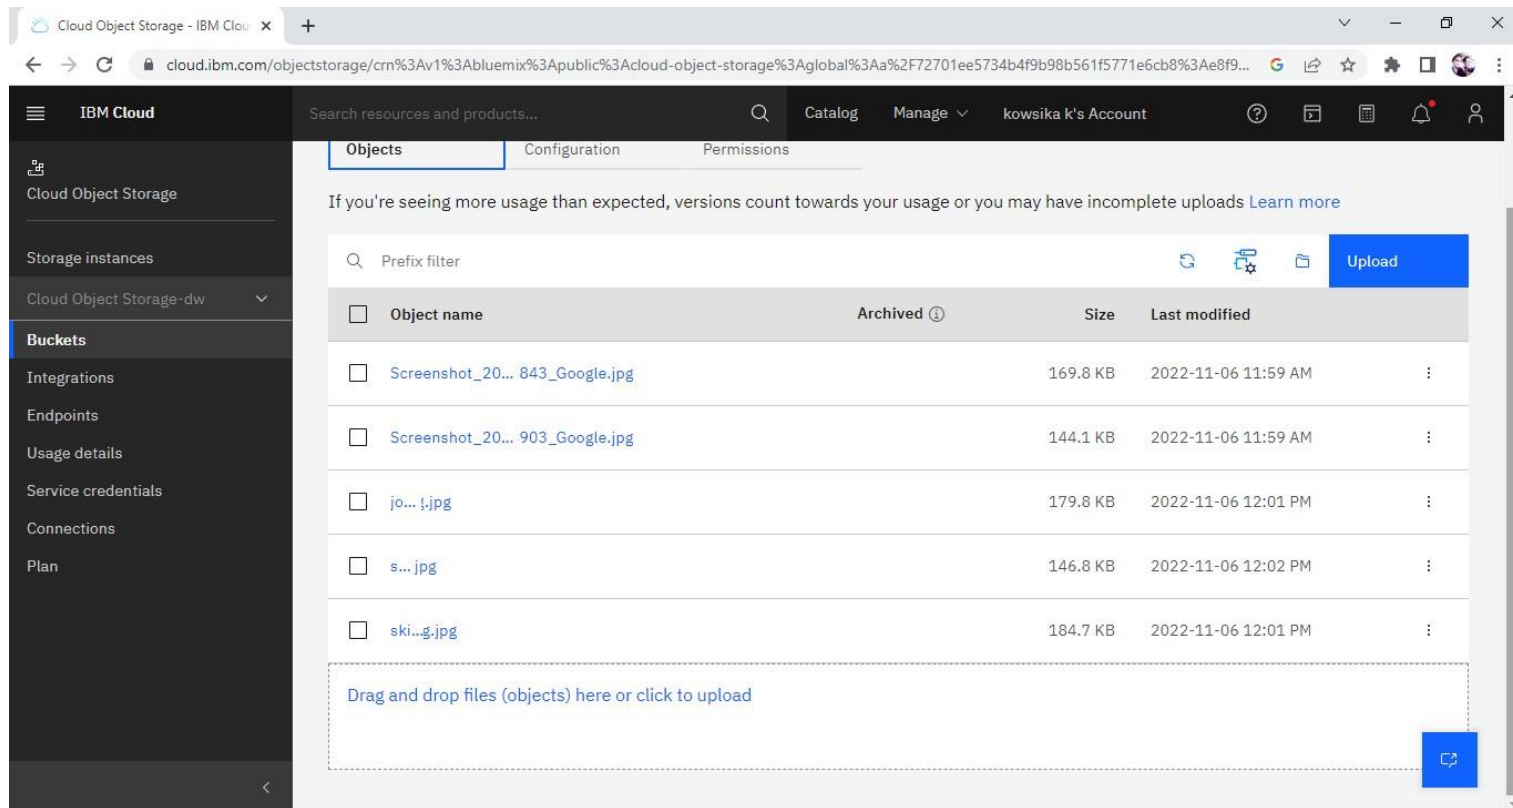 Cloud Object Storage - IBM Clou
cloud.ibm.com/objectstorage/crn%3Av1%3Abluemix%3Apublic%3Acloud-object-storage%3Aglobal%3Aa%2F72701ee5734b4f9b98b561f5771e6cb8%3Ae8f9...
IBM Cloud
Search resources and products...
Catalog
Manage
kowsika k's Account
Cloud Object Storage
Storage instances
Cloud Object Storage-dw
Buckets
Integrations
Endpoints
Usage details
Service credentials
Connections
Plan
Objects Configuration Permissions
If you're seeing more usage than expected, versions count towards your usage or you may have incomplete uploads Learn more
Prefix filter
Upload
Object name Archived Size Last modified
Screenshot_20... 843_Google.jpg 169.8 KB 2022-11-06 11:59 AM
Screenshot_20... 903_Google.jpg 144.1 KB 2022-11-06 11:59 AM
jo... .jpg 179.8 KB 2022-11-06 12:01 PM
s... jpg 146.8 KB 2022-11-06 12:02 PM
ski...g.jpg 184.7 KB 2022-11-06 12:01 PM
Drag and drop files (objects) here or click to upload